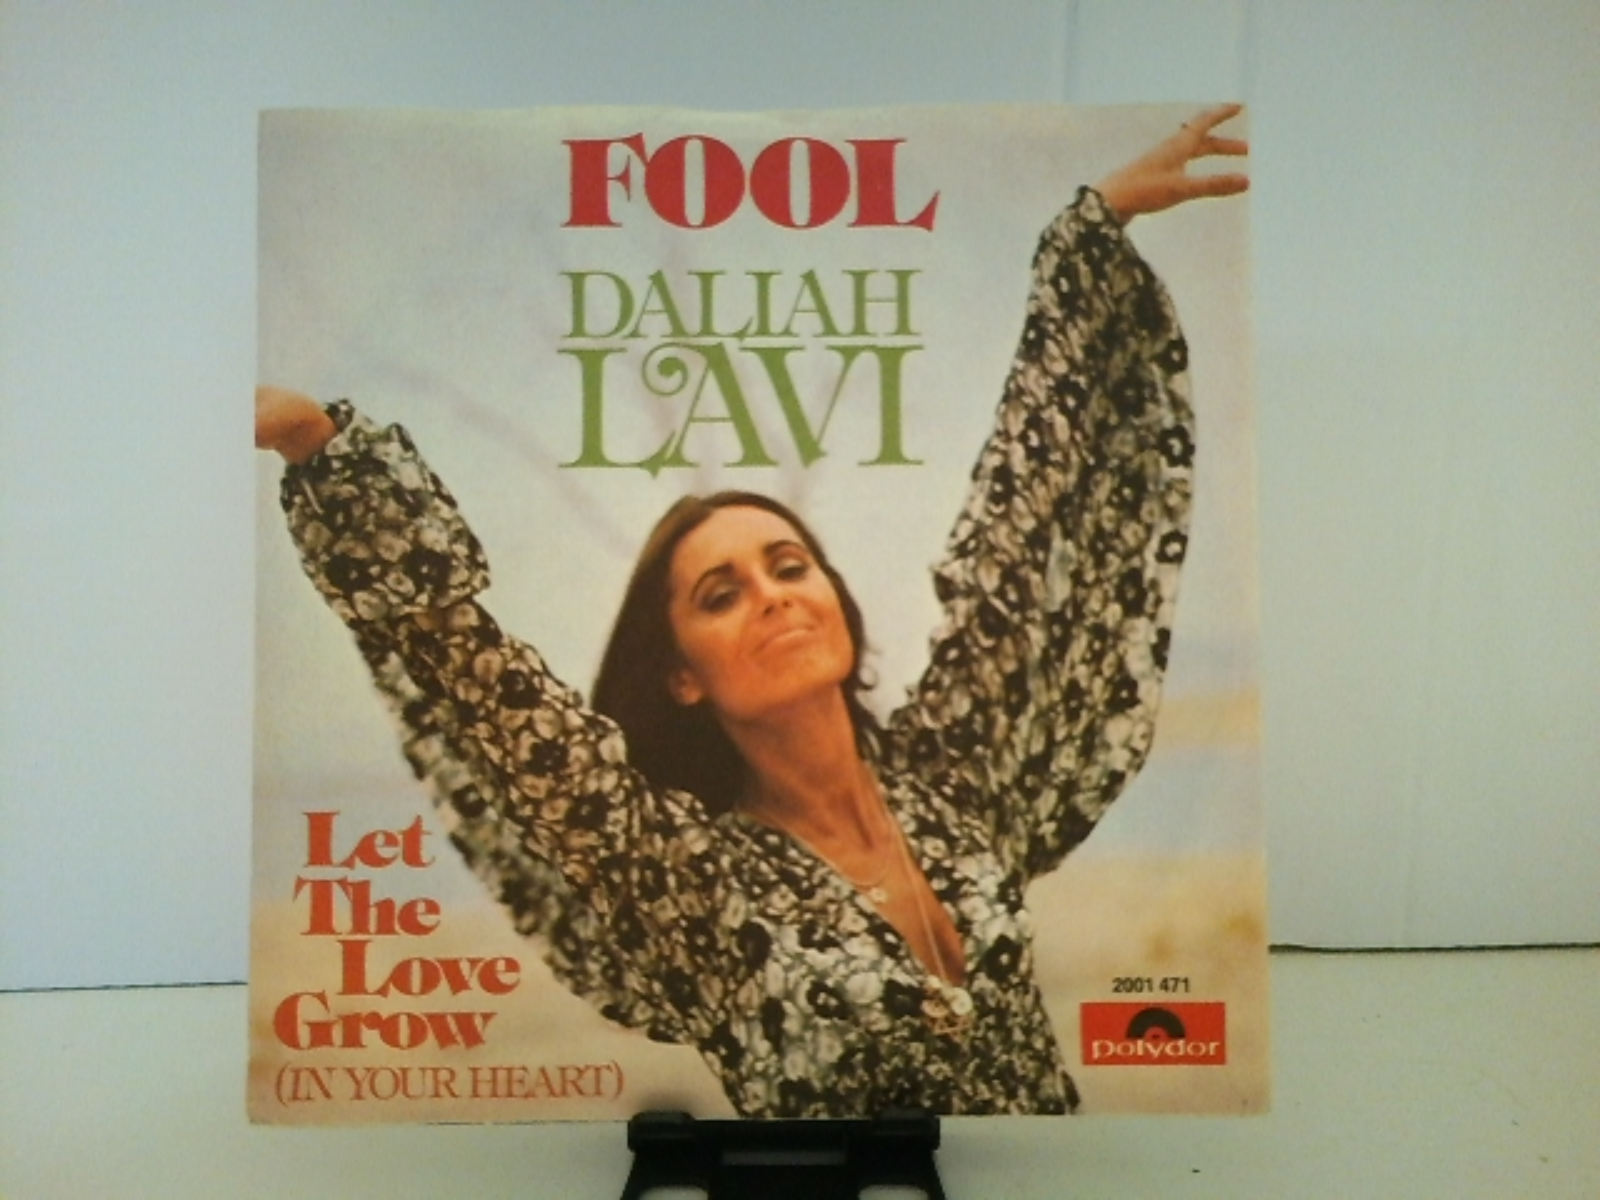 FOOL
DALIAH
LAVI
Let
The
Love
Grow
(IN YOUR HEART)
2001 471
polydor